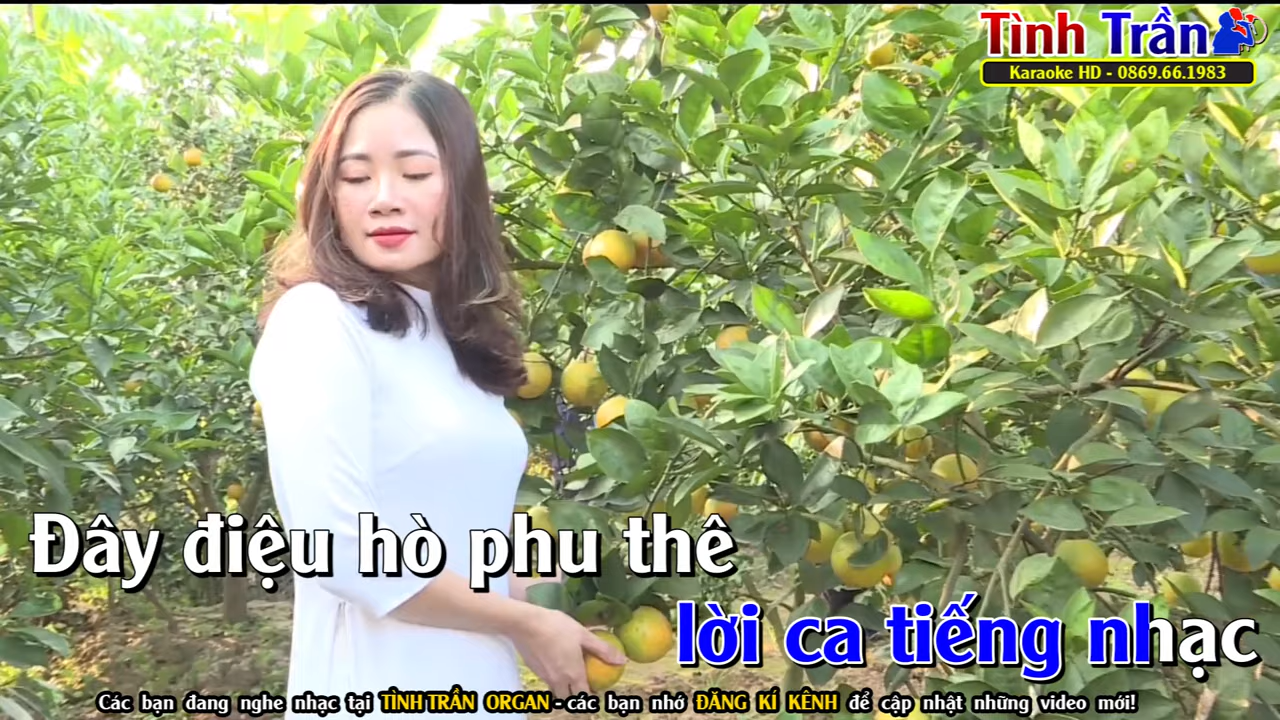 Tình Trần
Karaoke HD - 0869.66.1983
Đây điệu hò phu thê
lời ca tiếng nhạc
Các bạn đang nghe nhạc tại TÌNH TRẦN ORGAN - các bạn nhớ ĐĂNG KÍ KÊNH để cập nhật những video mới!